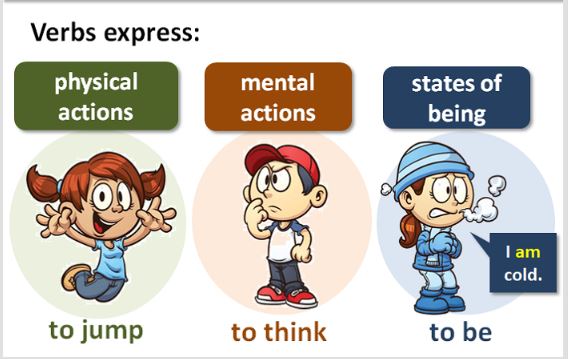 Verbs express:
physical
actions
mental
actions
states of
being
I am
cold.
to jump
to think
to be